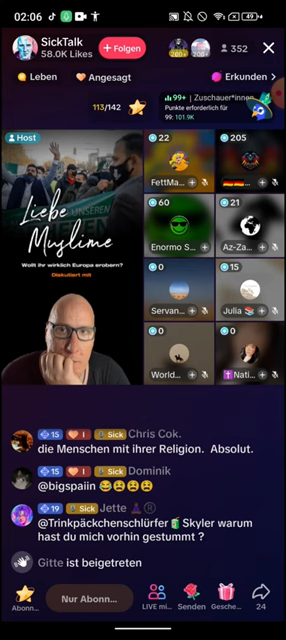 02:06
49
SickTalk
58.0K Likes
+ Folgen
200+
200+
352
Leben
Angesagt
Erkunden >
113/142
99+ | Zuschauer*innen
Punkte erforderlich für
99: 101.9K
Host
Liebe
Muslime
Wollt ihr wirklich Europa erobern?
Diskutiert mit
22
FettMa...
205
60
Enormo S...
21
Az-Za...
0
Servan...
15
Julia 📚
0
World...
0
✝️Nati...
15 I Sick Chris Cok.
die Menschen mit ihrer Religion. Absolut.
15 I Sick Dominik
@bigspaiin 😂😩😩😩
19 Sick Jette ®
@Trinkpäckchenschlürfer🧃Skyler warum
hast du mich vorhin gestummt ?
Gitte ist beigetreten
Abonn...
Nur Abonn...
LIVE mi...
Senden
Gesche...
24